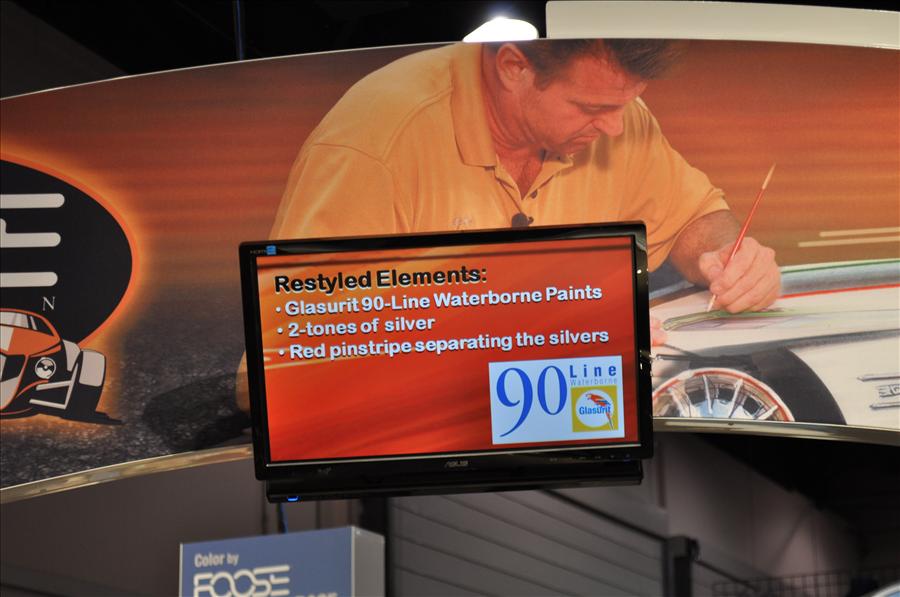 N
HDMI
Restyled Elements:
• Glasurit 90-Line Waterborne Paints
• 2-tones of silver
• Red pinstripe separating the silvers
90 Line
Waterborne
Glasurit
ASUS
Color by
FOOSE